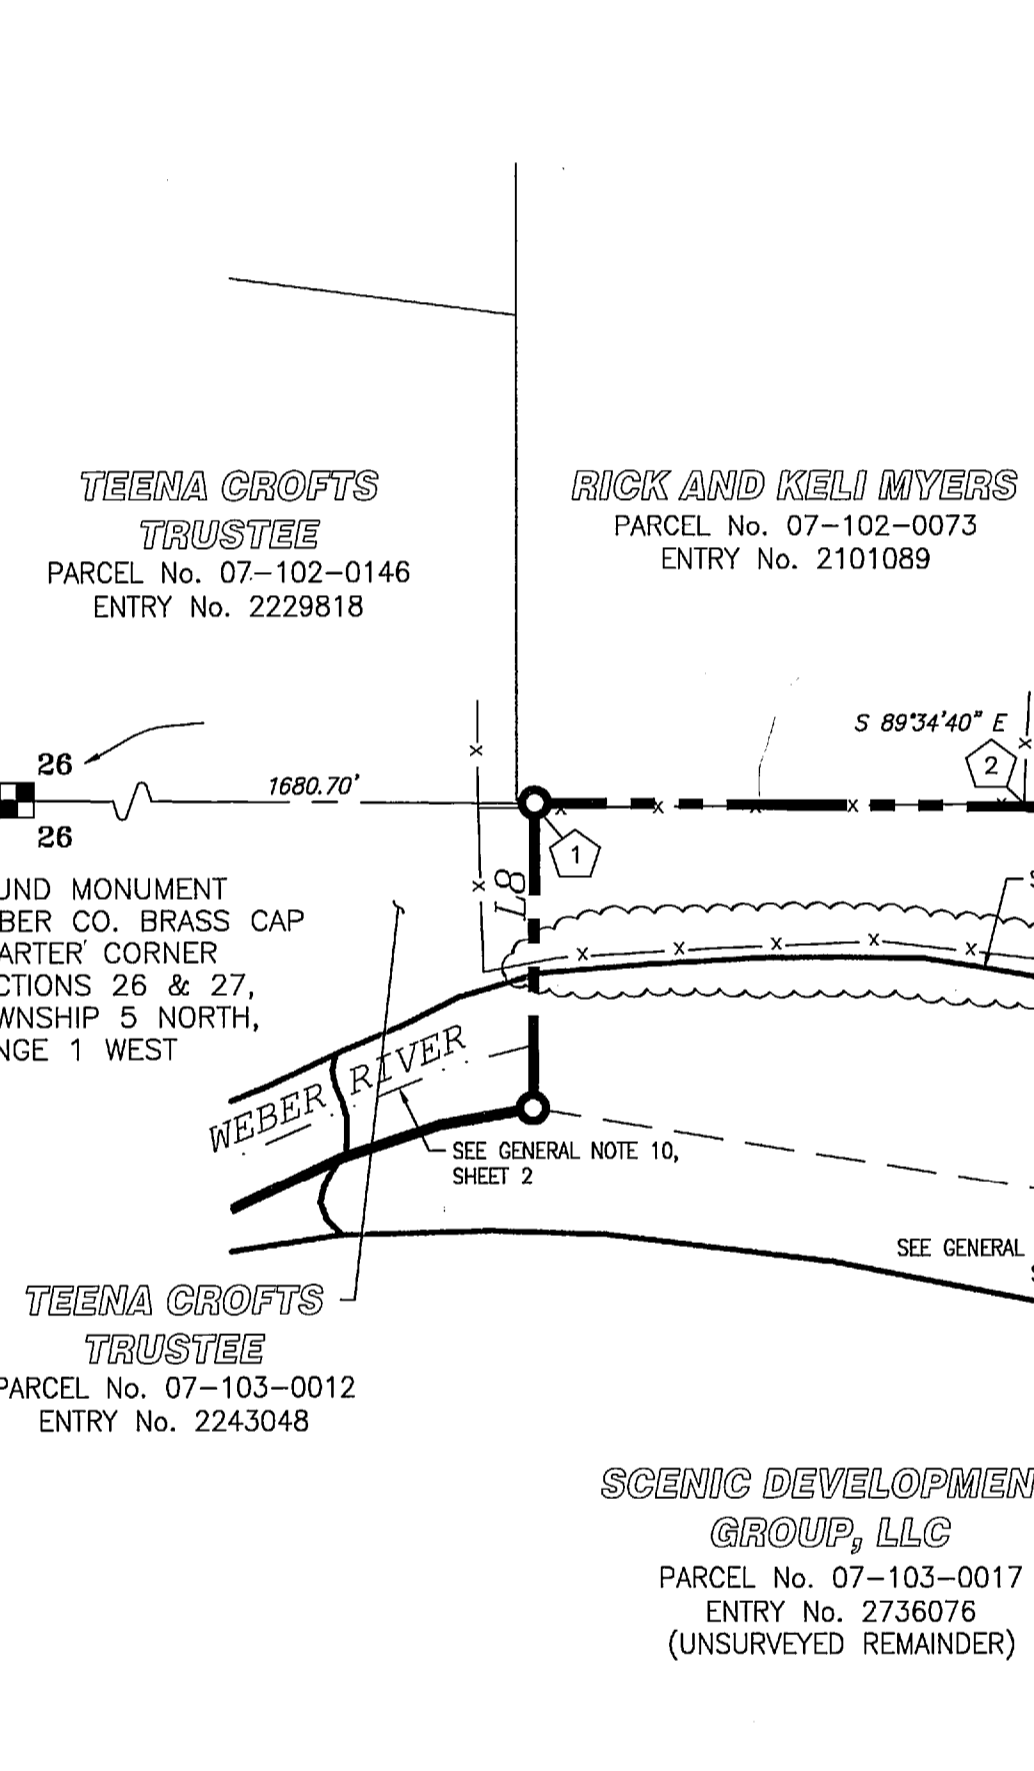 TEENA CROFTS
TRUSTEE
PARCEL No. 07-102-0146
ENTRY No. 2229818
RICK AND KELI MYERS
PARCEL No. 07-102-0073
ENTRY No. 2101089
S 89°34'40" E
2
26
1680.70'
26
1
L8
UND MONUMENT
BER CO. BRASS CAP
ARTER CORNER
CTIONS 26 & 27,
WNSHIP 5 NORTH,
NGE 1 WEST
WEBER RIVER
SEE GENERAL NOTE 10,
SHEET 2
SEE GENERAL
TEENA CROFTS
TRUSTEE
PARCEL No. 07-103-0012
ENTRY No. 2243048
SCENIC DEVELOPMEN
GROUP, LLC
PARCEL No. 07-103-0017
ENTRY No. 2736076
(UNSURVEYED REMAINDER)